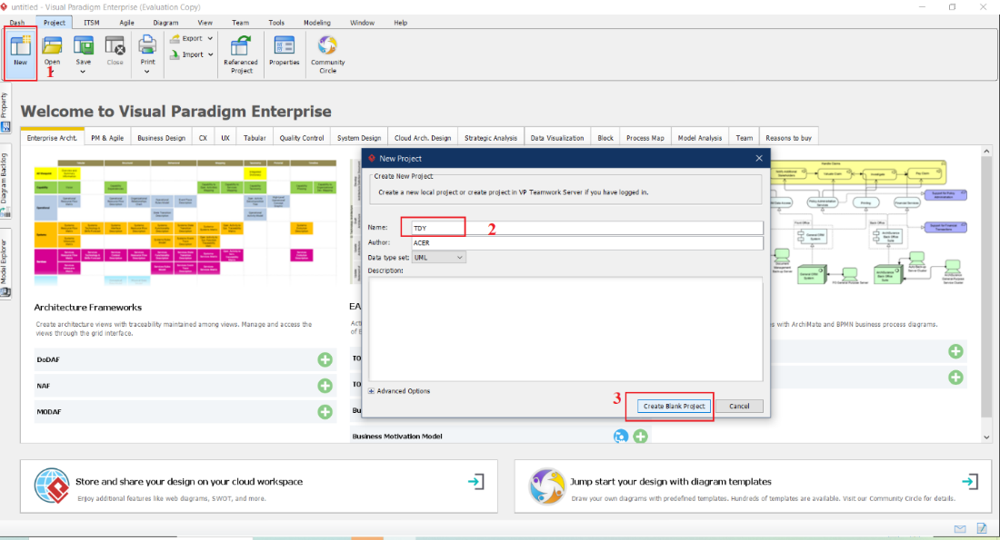 untitled - Visual Paradigm Enterprise (Evaluation Copy)
Dash Project ITSM Agile Diagram View Team Tools Modeling Window Help
New Open Save Close Print Export Import Referenced Project Properties Community Circle
1
Property
Diagram Backlog
Model Explorer
Welcome to Visual Paradigm Enterprise
Enterprise Archt. PM & Agile Business Design CX UX Tabular Quality Control System Design Cloud Arch. Design Strategic Analysis Data Visualization Block Process Map Model Analysis Team Reasons to buy
New Project
Create New Project
Create a new local project or create project in VP Teamwork Server if you have logged in.
Name: TDY
2
Author: ACER
Data type set: UML
Description:
Advanced Options
3
Create Blank Project Cancel
Architecture Frameworks
Create architecture views with traceability maintained among views. Manage and access the
views through the grid interface.
DoDAF
NAF
MODAF
EA
Acti
of E
TO
TO
Bu
Business Motivation Model
s with ArchiMate and BPMN business process diagrams.
Store and share your design on your cloud workspace
Enjoy additional features like web diagrams, SWOT, and more.
Jump start your design with diagram templates
Draw your own diagrams with predefined templates. Hundreds of templates are available. Visit our Community Circle for details.